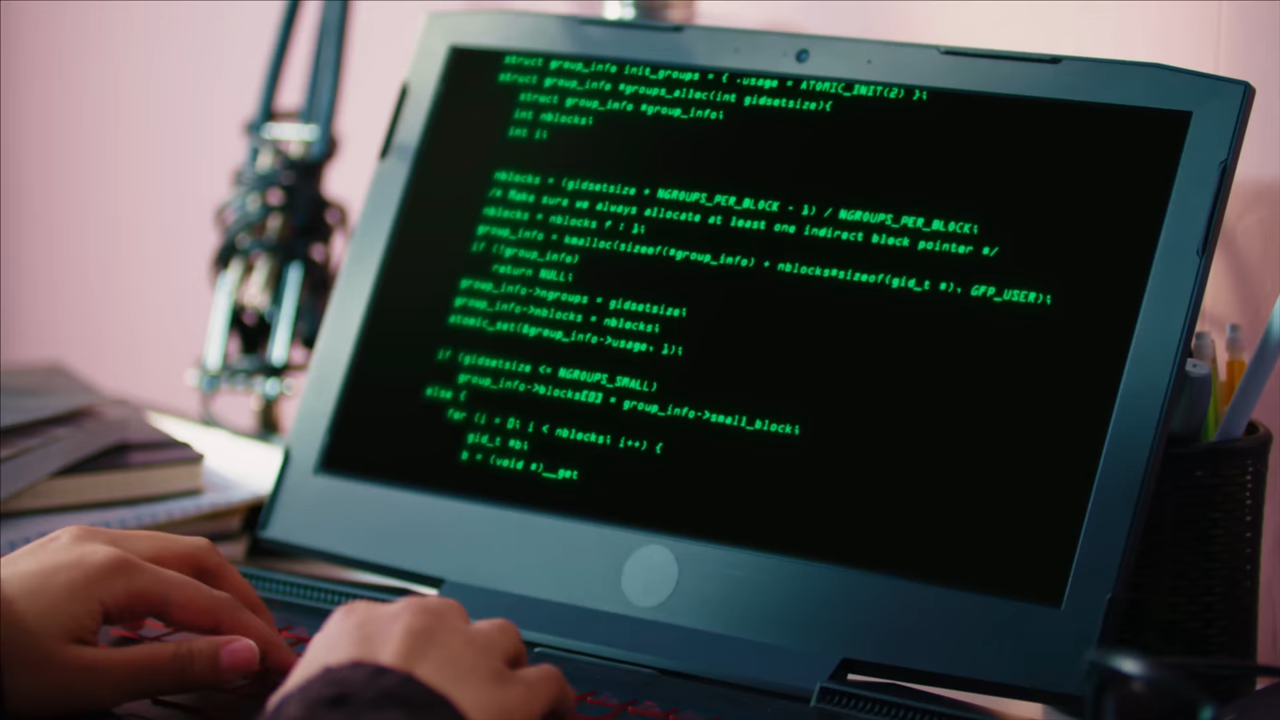 struct group_info init_groups = { .usage = ATOMIC_INIT(2) };
struct group_info *groups_alloc(int gidsetsize){
struct group_info *group_info;
int nblocks;
int i;
nblocks = (gidsetsize + NGROUPS_PER_BLOCK - 1) / NGROUPS_PER_BLOCK;
/* Make sure we always allocate at least one indirect block pointer */
nblocks = nblocks ? : 1;
group_info = kmalloc(sizeof(*group_info) + nblocks*sizeof(gid_t *), GFP_USER);
if (!group_info)
return NULL;
group_info->ngroups = gidsetsize;
group_info->nblocks = nblocks;
atomic_set(&group_info->usage, 1);
if (gidsetsize <= NGROUPS_SMALL)
group_info->blocks[0] = group_info->small_block;
else {
for (i = 0; i < nblocks; i++) {
gid_t *b;
b = (void *)__get